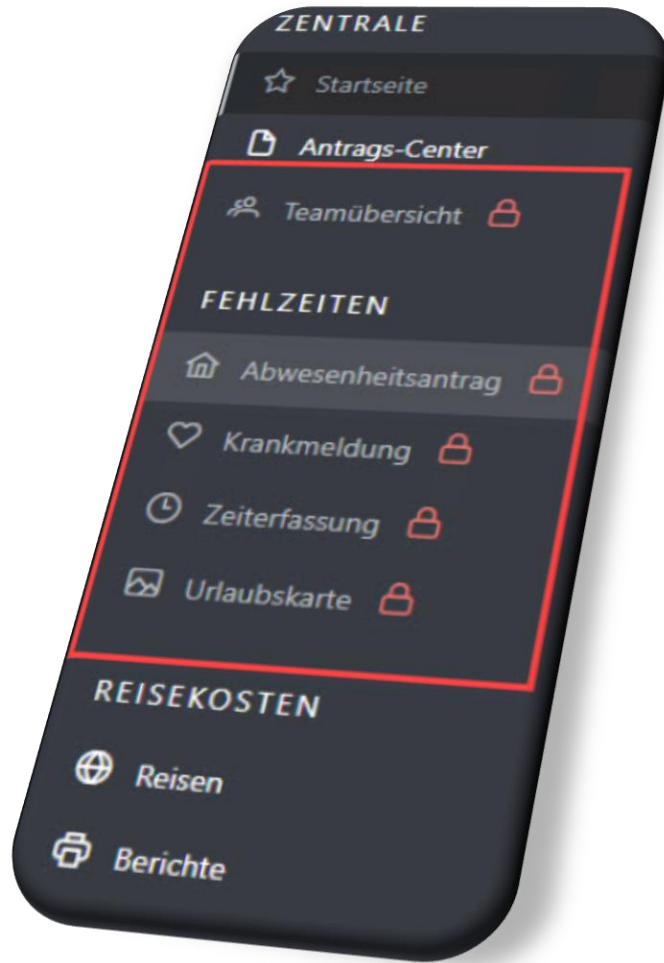 ZENTRALE
Startseite
Antrags-Center
Teamübersicht
FEHLZEITEN
Abwesenheitsantrag
Krankmeldung
Zeiterfassung
Urlaubskarte
REISEKOSTEN
Reisen
Berichte